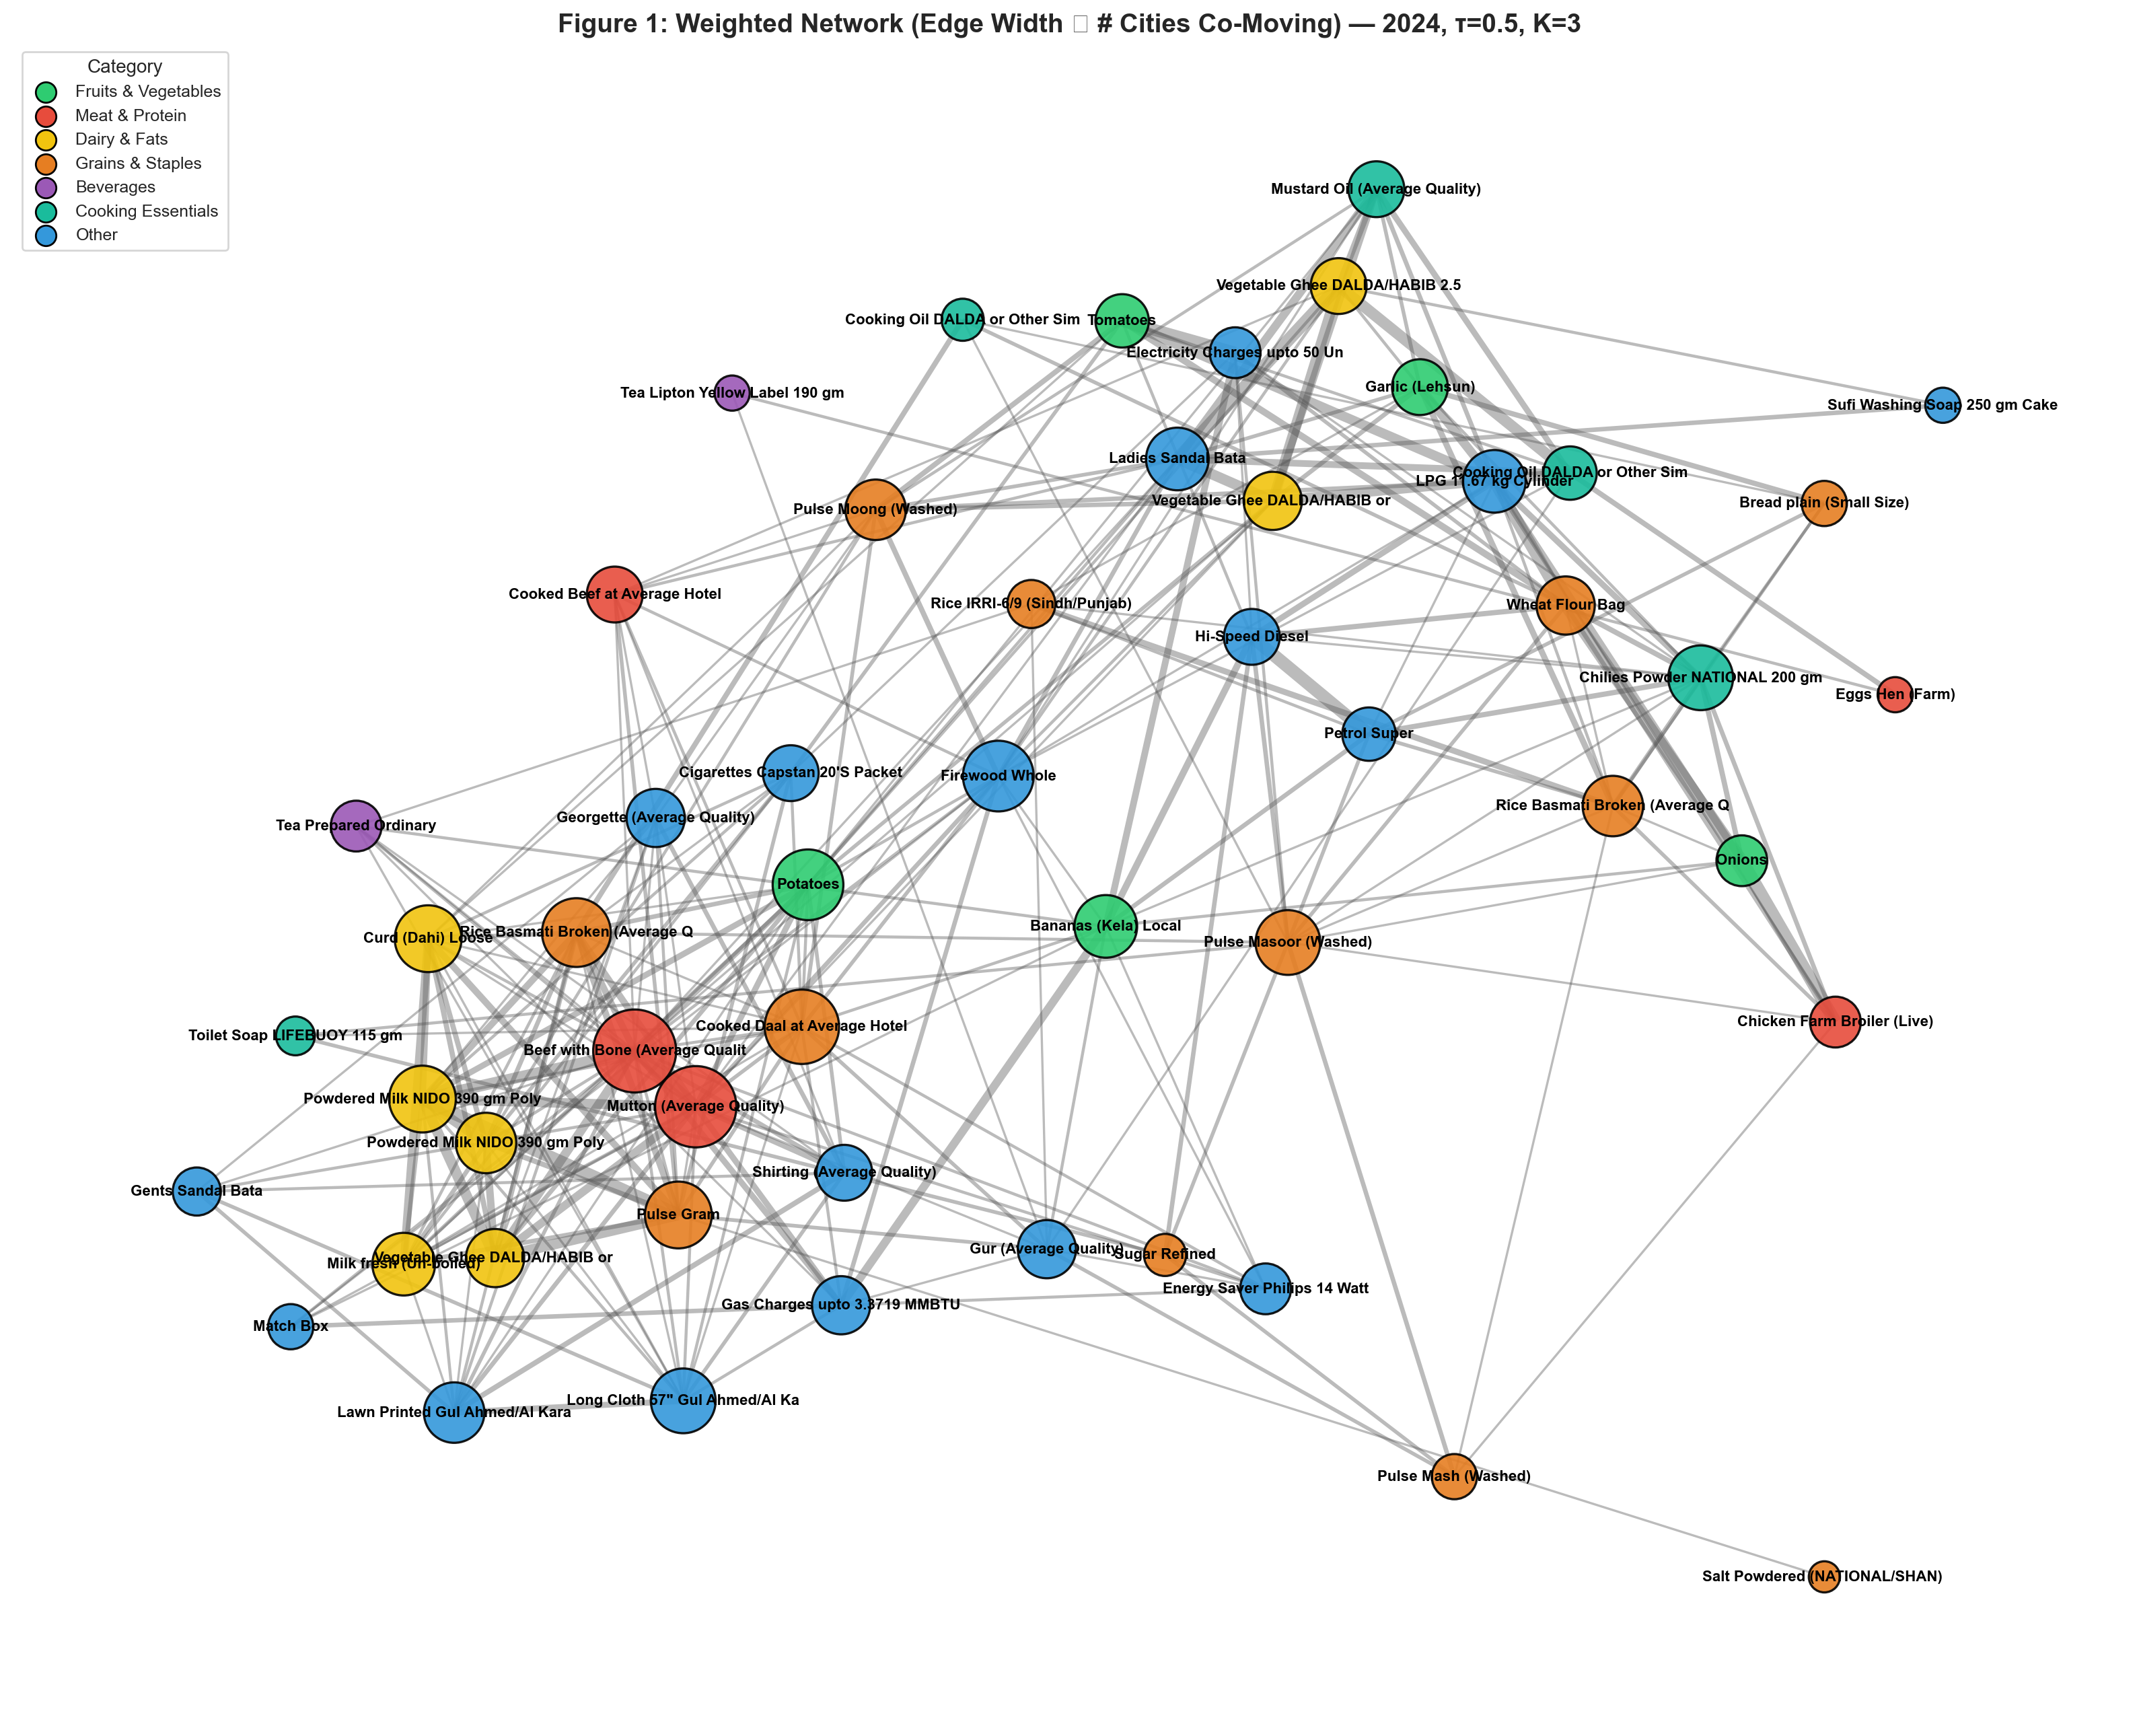 Figure 1: Weighted Network (Edge Width □ # Cities Co-Moving) — 2024, τ=0.5, K=3
Category
Fruits & Vegetables
Meat & Protein
Dairy & Fats
Grains & Staples
Beverages
Cooking Essentials
Other
Mustard Oil (Average Quality)
Vegetable Ghee DALDA/HABIB 2.5
Cooking Oil DALDA or Other Sim
Tomatoes
Electricity Charges upto 50 Un
Garlic (Lehsun)
Tea Lipton Yellow Label 190 gm
Sufi Washing Soap 250 gm Cake
Ladies Sandal Bata
Cooking Oil DALDA or Other Sim
LPG 11.67 kg Cylinder
Vegetable Ghee DALDA/HABIB or
Bread plain (Small Size)
Pulse Moong (Washed)
Cooked Beef at Average Hotel
Rice IRRI-6/9 (Sindh/Punjab)
Wheat Flour Bag
Hi-Speed Diesel
Chilies Powder NATIONAL 200 gm
Eggs Hen (Farm)
Petrol Super
Cigarettes Capstan 20'S Packet
Firewood Whole
Rice Basmati Broken (Average Q
Georgette (Average Quality)
Tea Prepared Ordinary
Onions
Potatoes
Bananas (Kela) Local
Rice Basmati Broken (Average Q
Curd (Dahi) Loose
Pulse Masoor (Washed)
Chicken Farm Broiler (Live)
Cooked Daal at Average Hotel
Toilet Soap LIFEBUOY 115 gm
Beef with Bone (Average Qualit
Powdered Milk NIDO 390 gm Poly
Mutton (Average Quality)
Powdered Milk NIDO 390 gm Poly
Shirting (Average Quality)
Gents Sandal Bata
Pulse Gram
Gur (Average Quality)
Sugar Refined
Vegetable Ghee DALDA/HABIB or
Milk fresh (Un-boiled)
Energy Saver Philips 14 Watt
Gas Charges upto 3.3719 MMBTU
Match Box
Long Cloth 57" Gul Ahmed/Al Ka
Lawn Printed Gul Ahmed/Al Kara
Pulse Mash (Washed)
Salt Powdered (NATIONAL/SHAN)